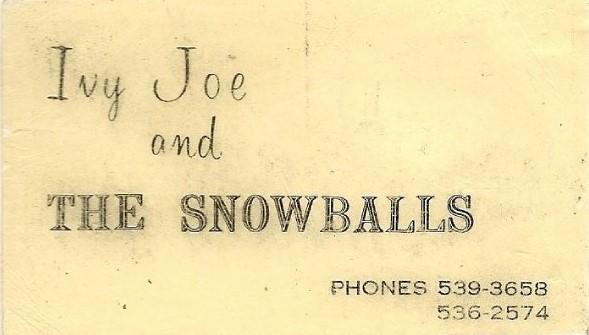 Ivy Joe
and
THE SNOWBALLS
PHONES 539-3658
536-2574